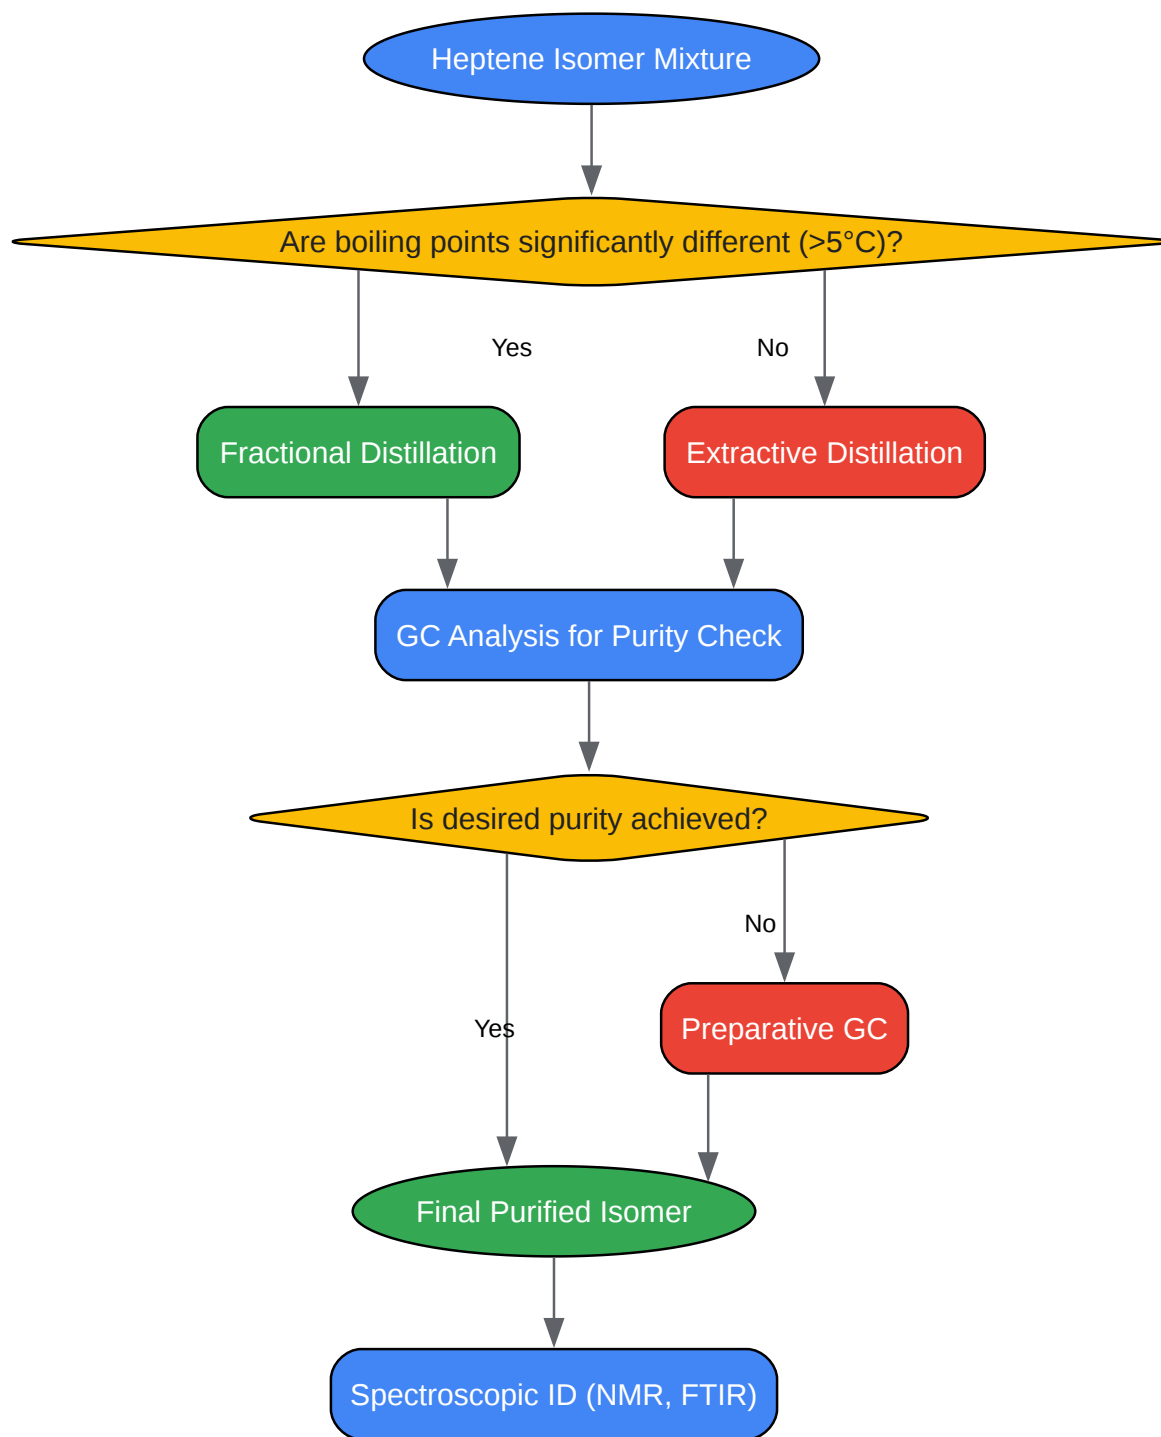 Heptene Isomer Mixture
Are boiling points significantly different (>5°C)?
Yes
No
Fractional Distillation
Extractive Distillation
GC Analysis for Purity Check
Is desired purity achieved?
No
Yes
Preparative GC
Final Purified Isomer
Spectroscopic ID (NMR, FTIR)